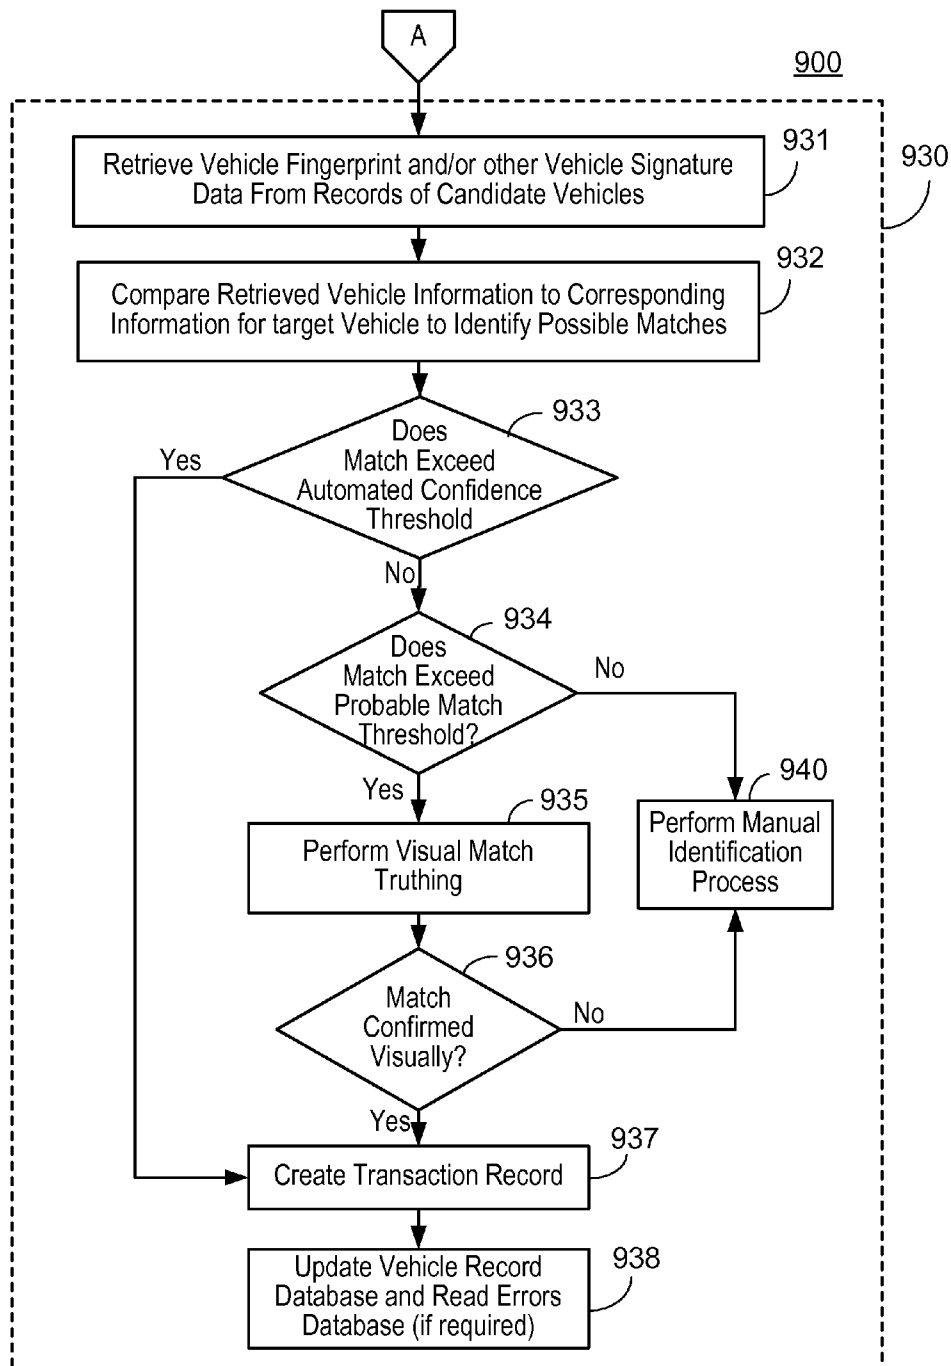 A
900
931
Retrieve Vehicle Fingerprint and/or other Vehicle Signature
Data From Records of Candidate Vehicles
930
932
Compare Retrieved Vehicle Information to Corresponding
Information for target Vehicle to Identify Possible Matches
933
Does
Match Exceed
Automated Confidence
Threshold
Yes
No
934
Does
Match Exceed
Probable Match
Threshold?
No
Yes
935
940
Perform Visual Match
Truthing
Perform Manual
Identification
Process
936
Match
Confirmed
Visually?
No
Yes
937
Create Transaction Record
938
Update Vehicle Record
Database and Read Errors
Database (if required)